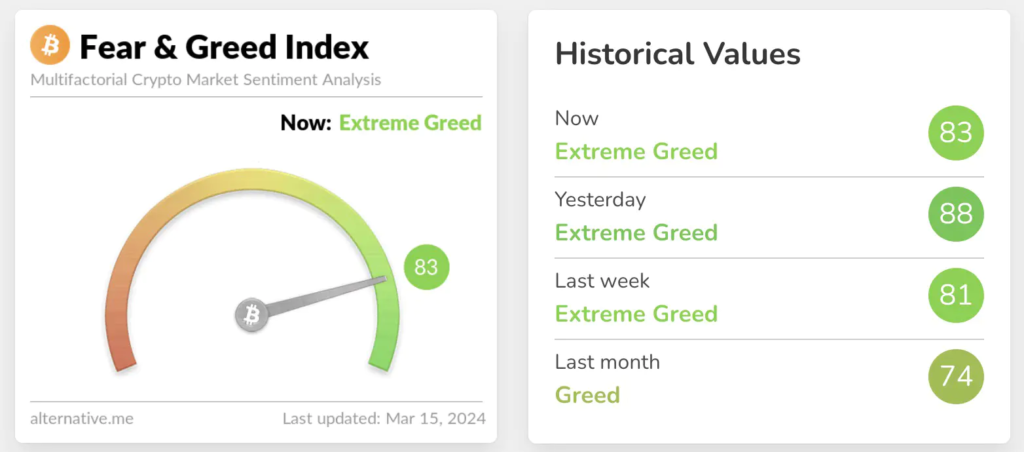 Fear & Greed Index
Multifactorial Crypto Market Sentiment Analysis
Now: Extreme Greed
83
alternative.me
Last updated: Mar 15, 2024
Historical Values
Now
Extreme Greed
83
Yesterday
Extreme Greed
88
Last week
Extreme Greed
81
Last month
Greed
74